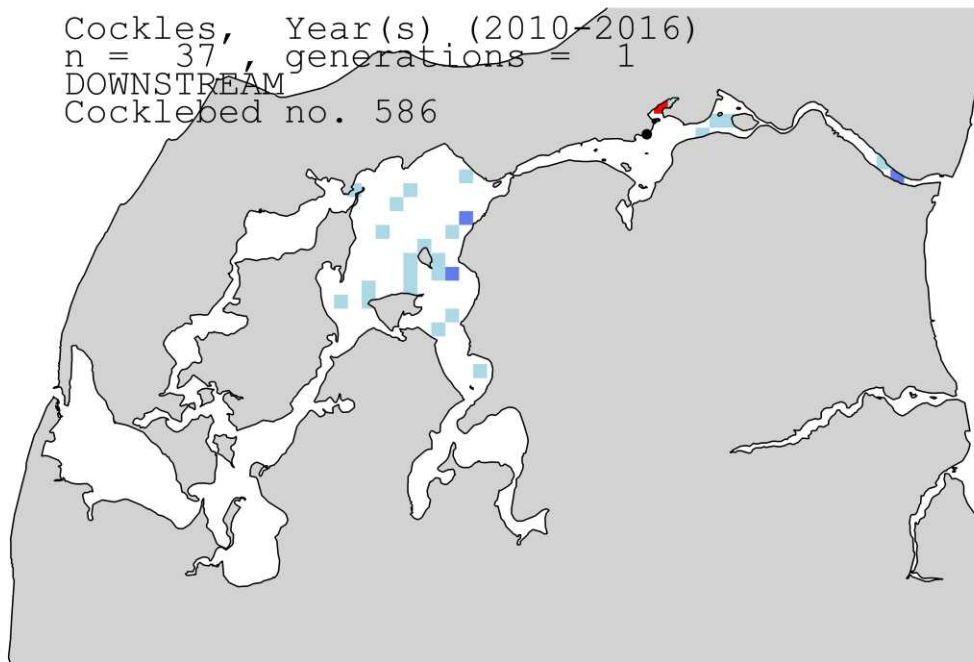 Cockles, Year(s) (2010-2016)
n = 37, generations = 1
DOWNSTREAM
Cocklebed no. 586